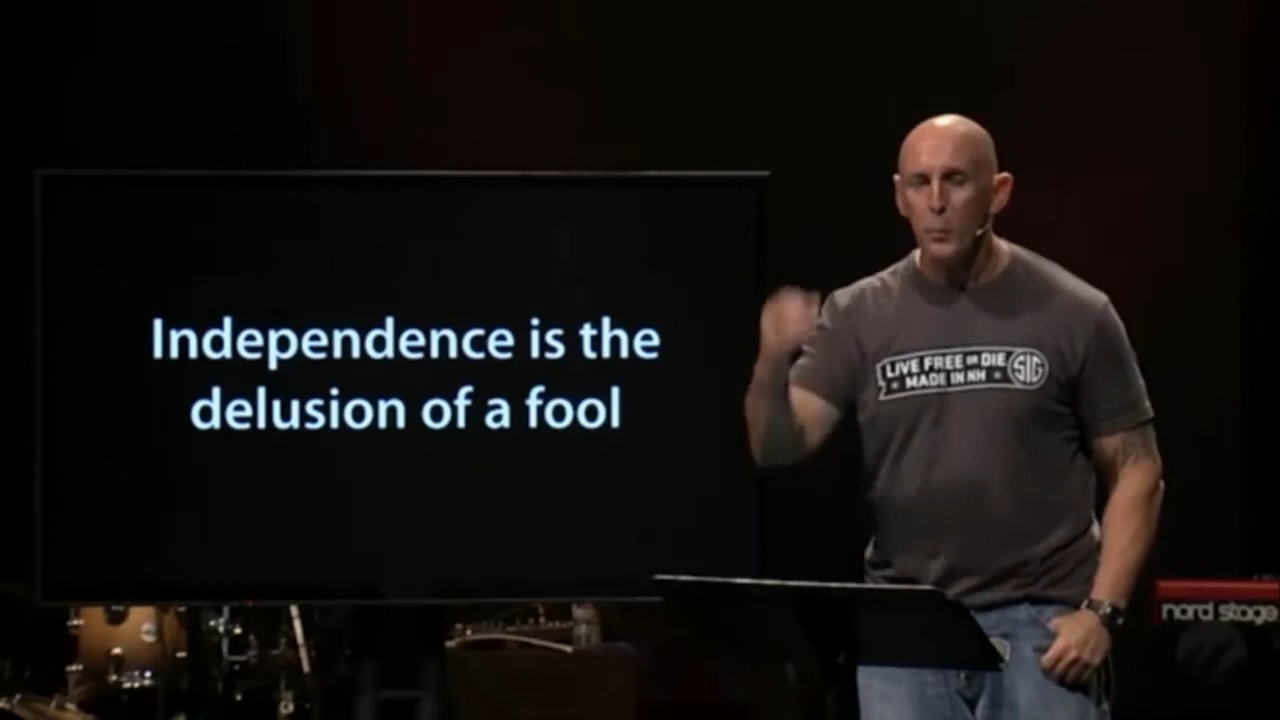 Independence is the
delusion of a fool
LIVE FREE OR DIE
MADE IN NH
SIG
nord stage